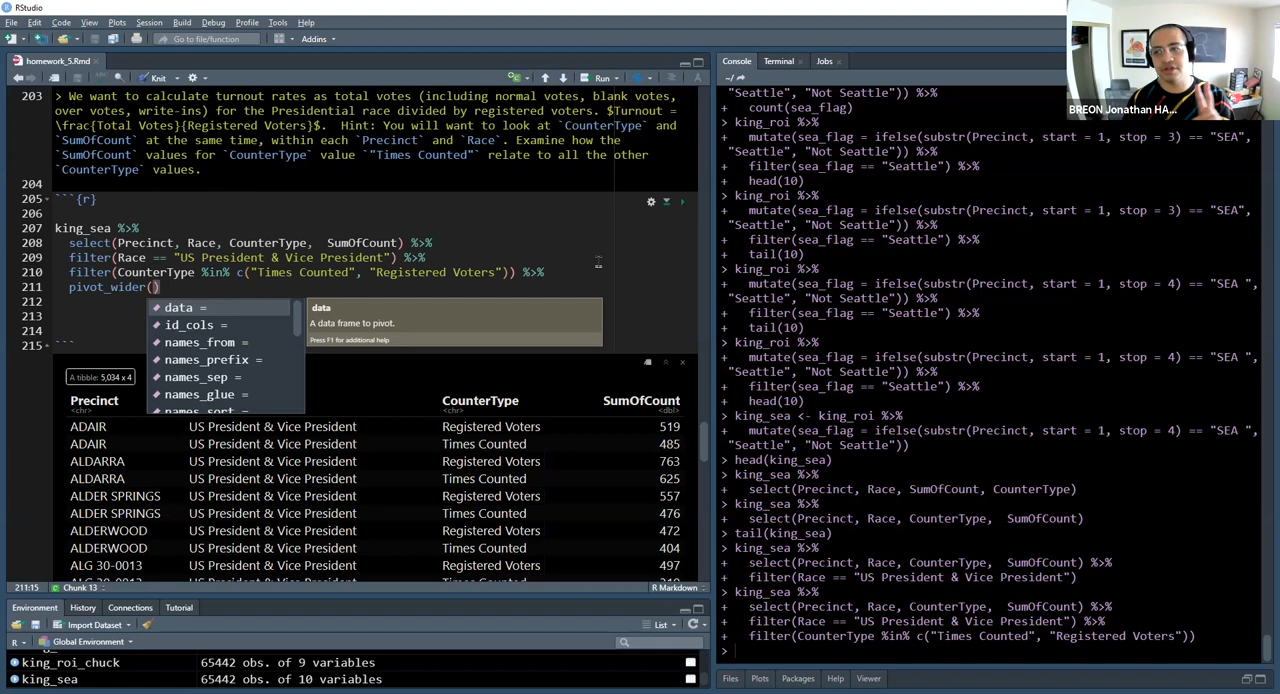 RStudio
File Edit Code View Plots Session Build Debug Profile Tools Help
Go to file/function
Addins
homework_5.Rmd
Knit
Run
203 > We want to calculate turnout rates as total votes (including normal votes, blank votes,
over votes, write-ins) for the Presidential race divided by registered voters. $Turnout =
\frac{Total Votes}{Registered Voters}$. Hint: You will want to look at `CounterType` and
`SumOfCount` at the same time, within each `Precinct` and `Race`. Examine how the
`SumOfCount` values for `CounterType` value `"Times Counted"` relate to all the other
`CounterType` values.
204
205 ```{r}
206
207 king_sea %>%
208 select(Precinct, Race, CounterType,  SumOfCount) %>%
209 filter(Race == "US President & Vice President") %>%
210 filter(CounterType %in% c("Times Counted", "Registered Voters")) %>%
211 pivot_wider()
212
213
214
215 ```
data =
id_cols =
names_from =
names_prefix =
names_sep =
names_glue =
names_sort =
data
A data frame to pivot.
Press F1 for additional help
A tibble: 5,034 x 4
Precinct CounterType SumOfCount
<chr> <chr> <dbl>
ADAIR US President & Vice President Registered Voters 519
ADAIR US President & Vice President Times Counted 485
ALDARRA US President & Vice President Registered Voters 763
ALDARRA US President & Vice President Times Counted 625
ALDER SPRINGS US President & Vice President Registered Voters 557
ALDER SPRINGS US President & Vice President Times Counted 476
ALDERWOOD US President & Vice President Registered Voters 472
ALDERWOOD US President & Vice President Times Counted 404
ALG 30-0013 US President & Vice President Registered Voters 497
ALG 30-0013 US President & Vice President Times Counted
211:15 Chunk 13 R Markdown
Environment History Connections Tutorial
Import Dataset List
R Global Environment
king_roi_chuck 65442 obs. of 9 variables
king_sea 65442 obs. of 10 variables
Console Terminal Jobs
~/
"Seattle", "Not Seattle")) %>%
+ count(sea_flag)
> king_roi %>%
+ mutate(sea_flag = ifelse(substr(Precinct, start = 1, stop = 3) == "SEA",
"Seattle", "Not Seattle")) %>%
+ filter(sea_flag == "Seattle") %>%
+ head(10)
> king_roi %>%
+ mutate(sea_flag = ifelse(substr(Precinct, start = 1, stop = 3) == "SEA",
"Seattle", "Not Seattle")) %>%
+ filter(sea_flag == "Seattle") %>%
+ tail(10)
> king_roi %>%
+ mutate(sea_flag = ifelse(substr(Precinct, start = 1, stop = 4) == "SEA ",
"Seattle", "Not Seattle")) %>%
+ filter(sea_flag == "Seattle") %>%
+ tail(10)
> king_roi %>%
+ mutate(sea_flag = ifelse(substr(Precinct, start = 1, stop = 4) == "SEA ",
"Seattle", "Not Seattle")) %>%
+ filter(sea_flag == "Seattle") %>%
+ head(10)
> king_sea <- king_roi %>%
+ mutate(sea_flag = ifelse(substr(Precinct, start = 1, stop = 4) == "SEA ",
"Seattle", "Not Seattle"))
> head(king_sea)
> king_sea %>%
+ select(Precinct, Race, SumOfCount, CounterType)
> king_sea %>%
+ select(Precinct, Race, CounterType,  SumOfCount)
> tail(king_sea)
> king_sea %>%
+ select(Precinct, Race, CounterType,  SumOfCount) %>%
+ filter(Race == "US President & Vice President")
> king_sea %>%
+ select(Precinct, Race, CounterType,  SumOfCount) %>%
+ filter(Race == "US President & Vice President") %>%
+ filter(CounterType %in% c("Times Counted", "Registered Voters"))
>
Files Plots Packages Help Viewer
BREON Jonathan HA...